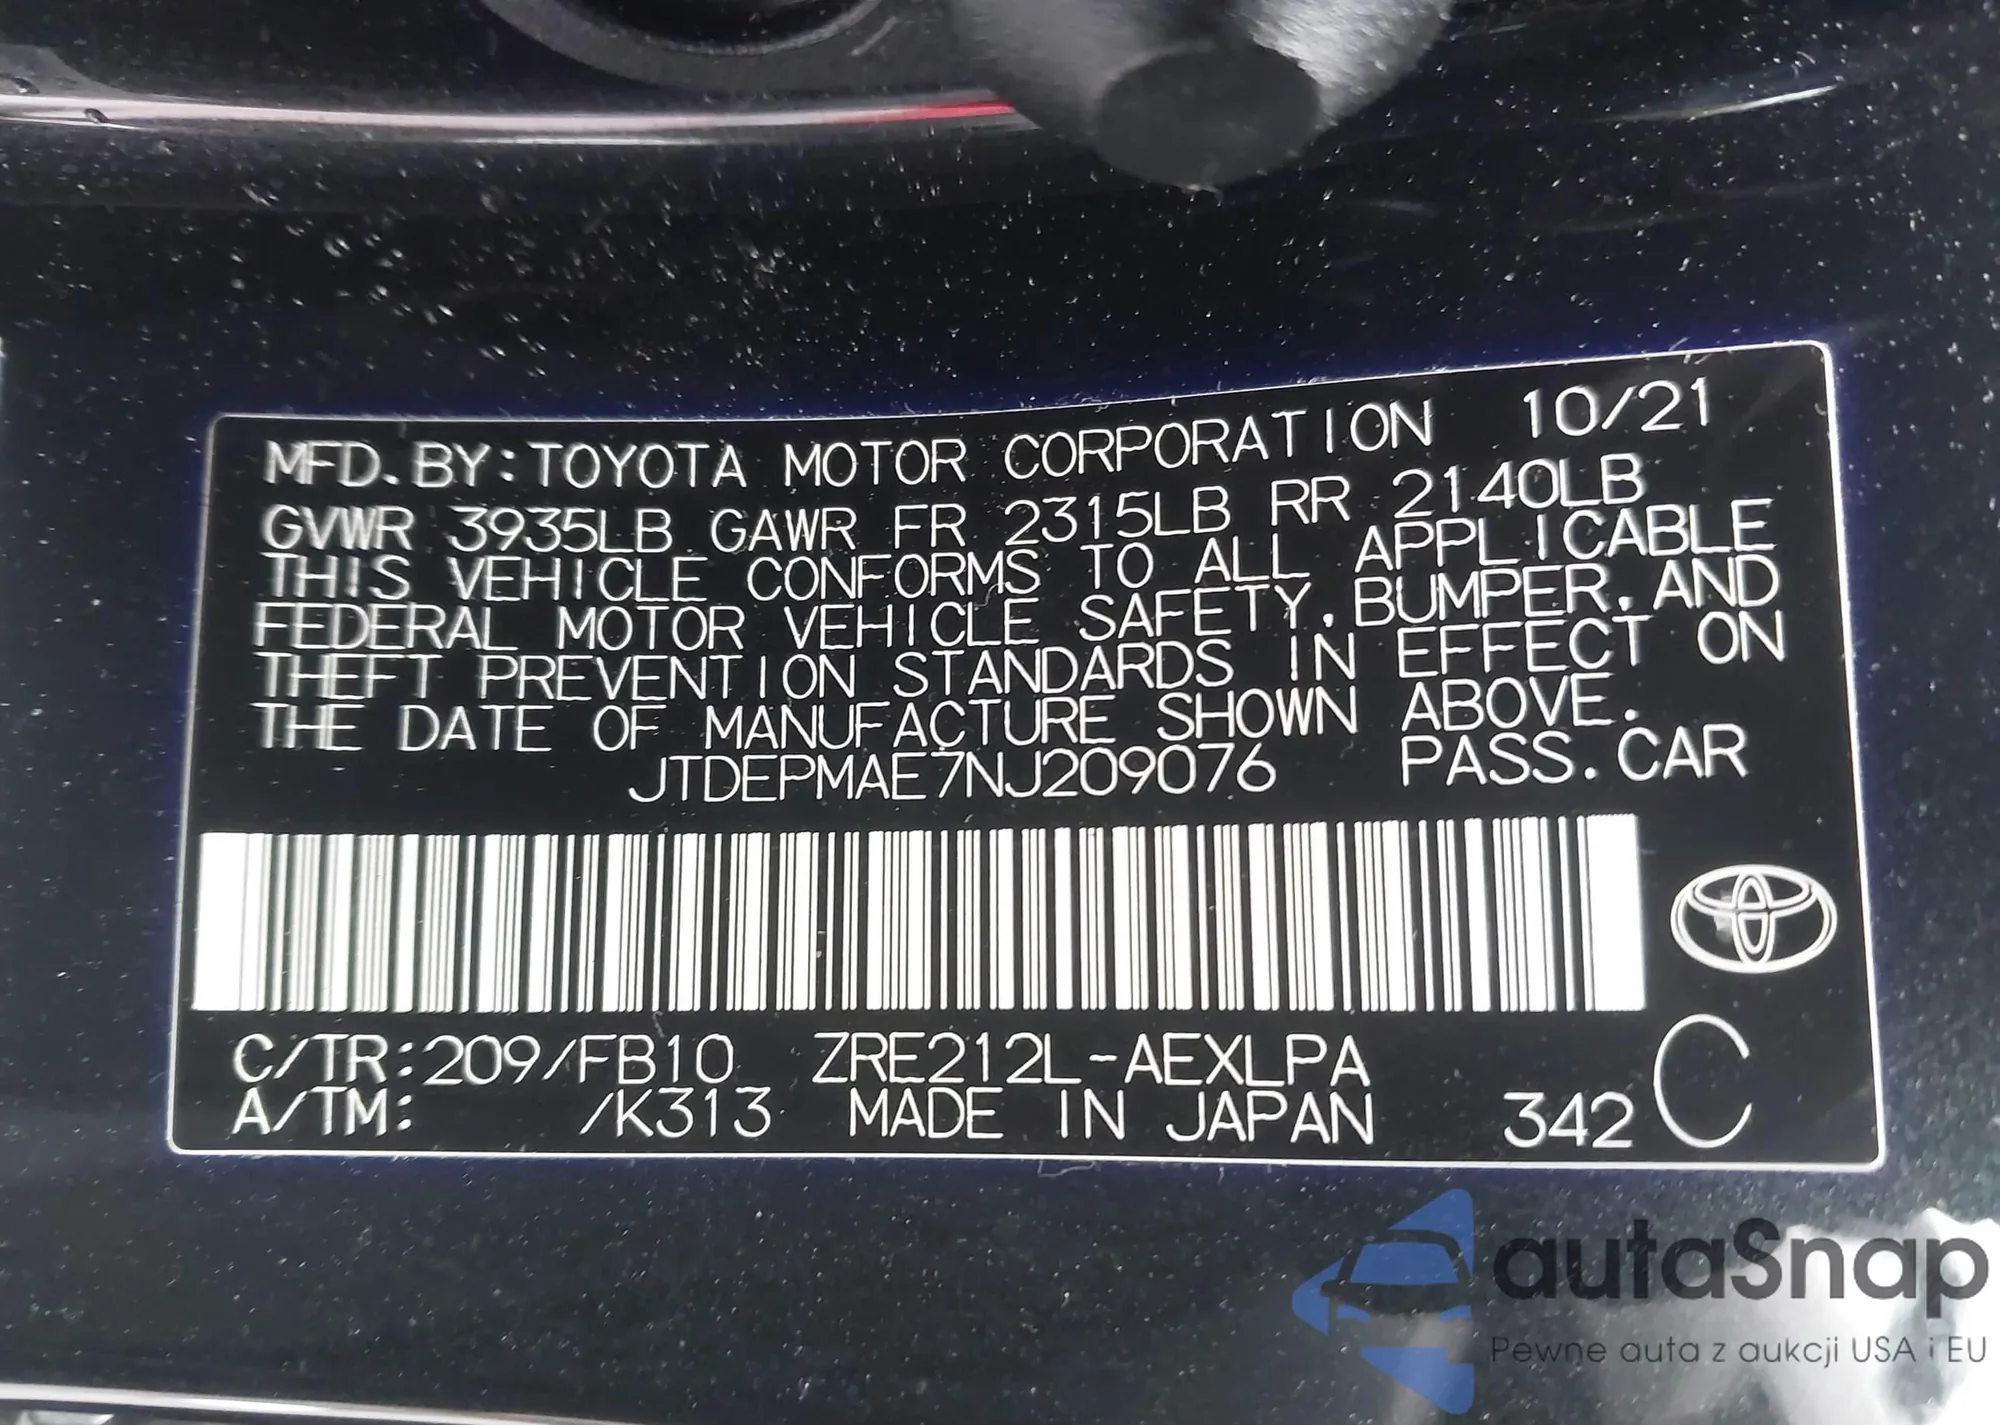 MFD.BY:TOYOTA MOTOR CORPORATION 10/21
GVWR 3935LB GAWR FR 2315LB RR 2140LB
THIS VEHICLE CONFORMS TO ALL APPLICABLE
FEDERAL MOTOR VEHICLE SAFETY,BUMPER,AND
THEFT PREVENTION STANDARDS IN EFFECT ON
THE DATE OF MANUFACTURE SHOWN ABOVE.
JTDEPMAE7NJ209076 PASS.CAR
C/TR:209/FB10 ZRE212L-AEXLPA
A/TM: /K313 MADE IN JAPAN 342 C
autaSnap
Pewne auta z aukcji USA i EU